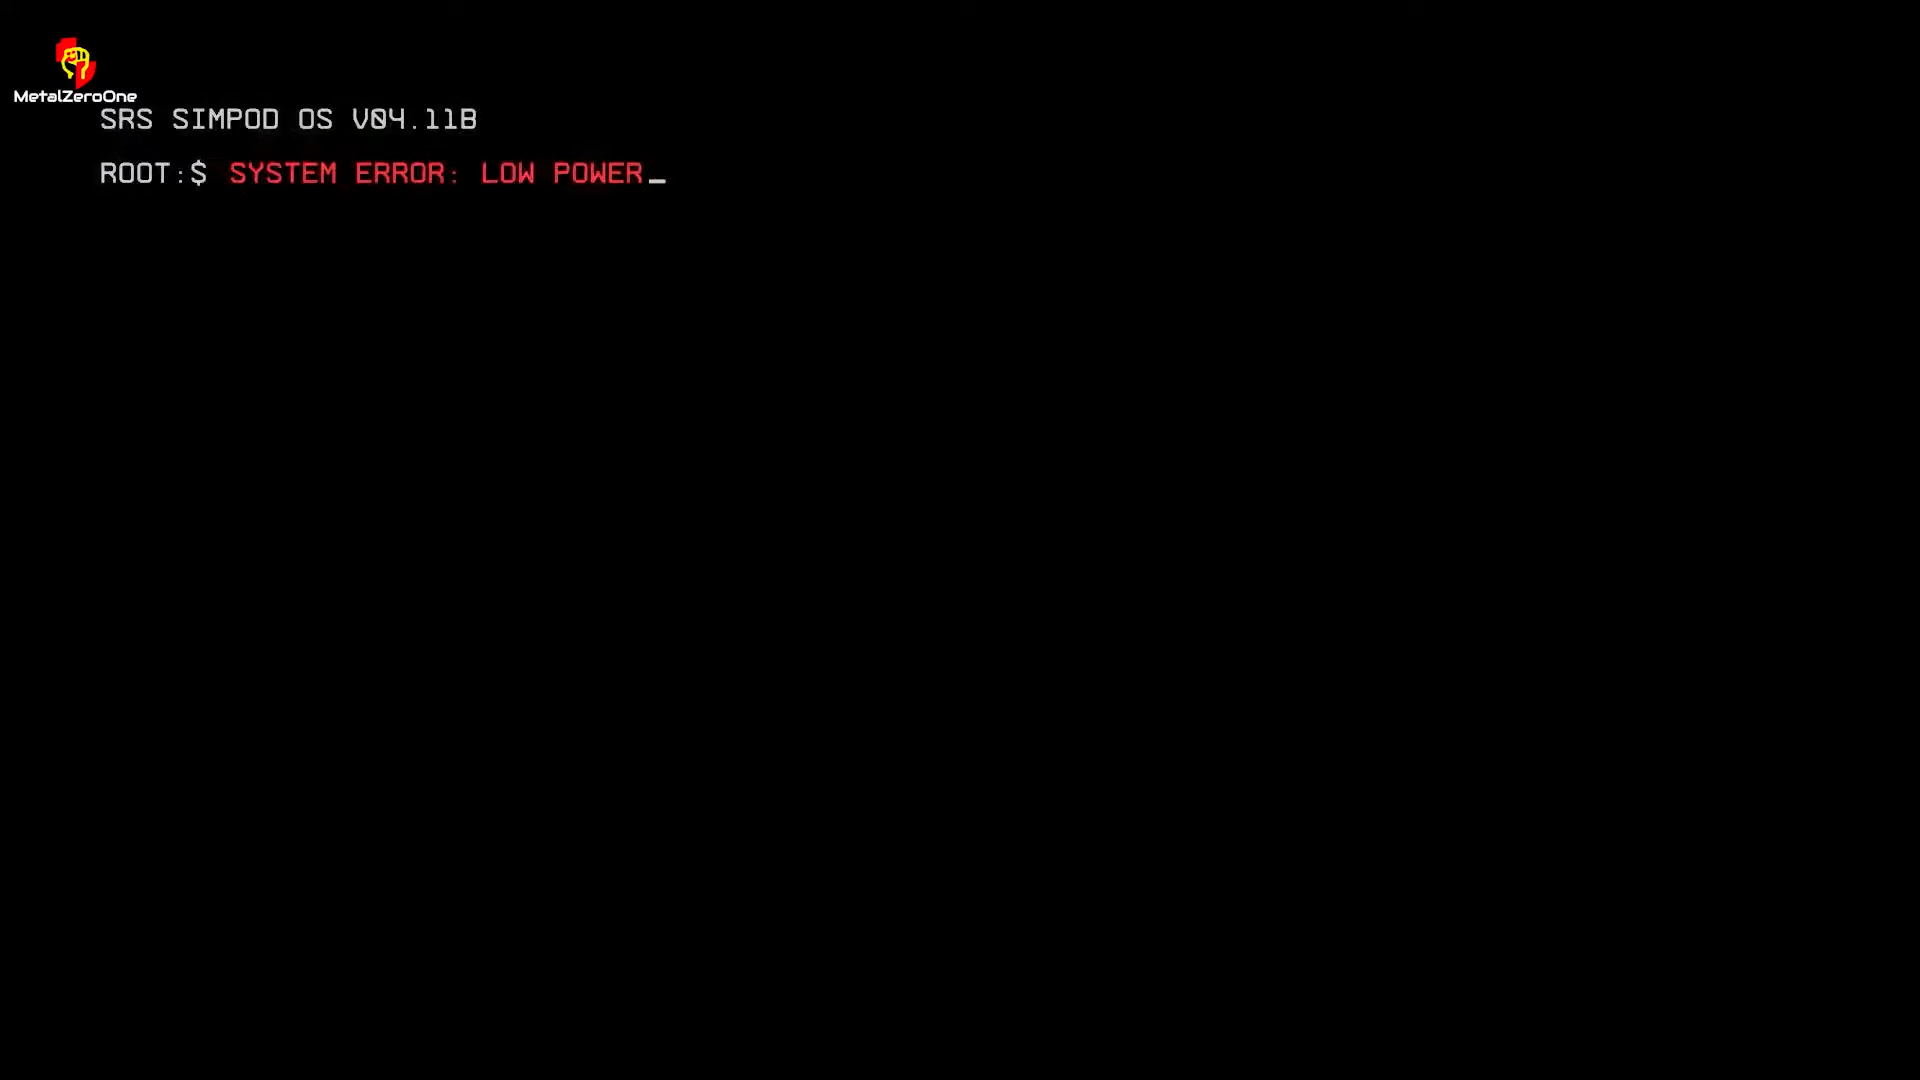 MetalZeroOne
SRS SIMPOD OS V04.11B
ROOT:$ SYSTEM ERROR: LOW POWER_